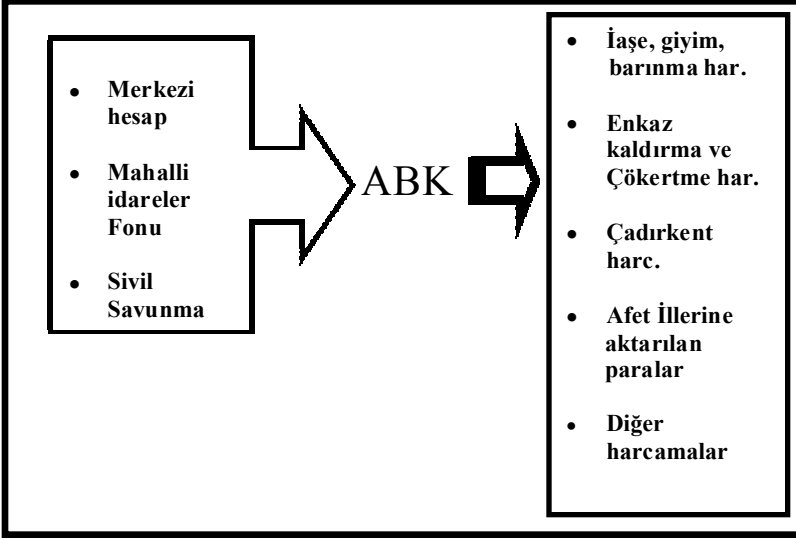 • Merkezi
hesap
• Mahalli
idareler
Fonu
• Sivil
Savunma
ABK
• İaşe, giyim,
barınma har.
• Enkaz
kaldırma ve
Çökertme har.
• Çadırkent
harc.
• Afet İllerine
aktarılan
paralar
• Diğer
harcamalar